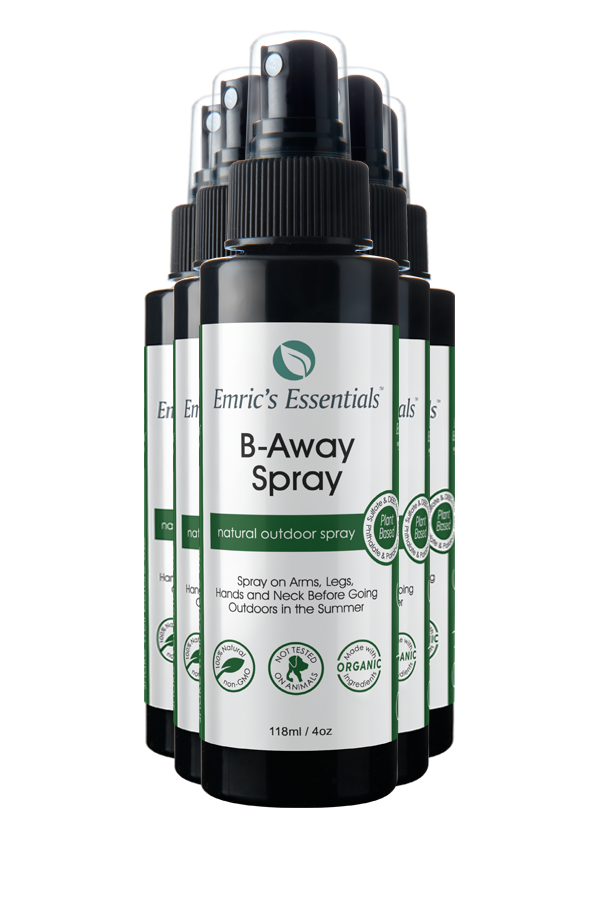 Emric's Essentials™
B-Away
Spray
natural outdoor spray
Plant
Based
Spray on Arms, Legs,
Hands and Neck Before Going
Outdoors in the Summer
100% Natural
non-GMO
NOT TESTED
ON ANIMALS
Made with
ORGANIC
Ingredients
118ml / 4oz